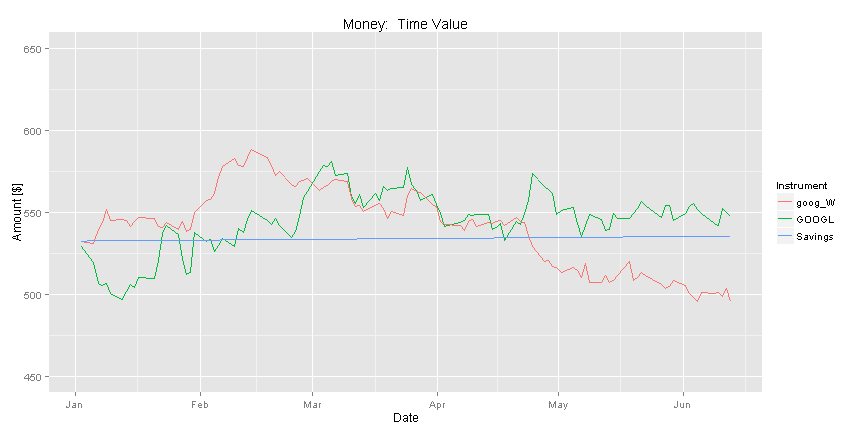 Money: Time Value
650
600
550
500
450
Amount [$]
Jan Feb Mar Apr May Jun
Date
Instrument
goog_W
GOOGL
Savings